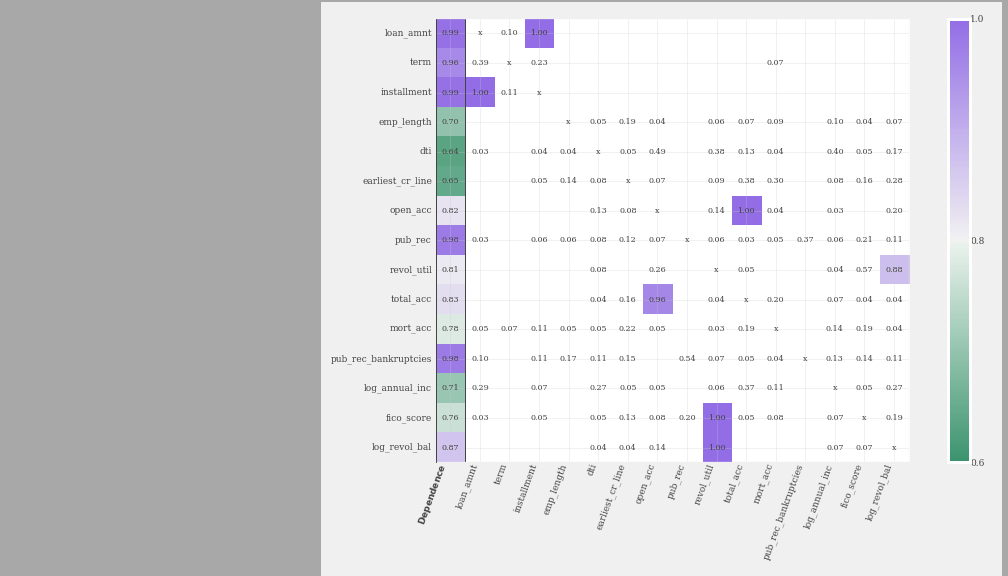 1.0
loan_amnt 0.99 x 0.10 1.00
term 0.96 0.39 x 0.23 0.07
installment 0.99 1.00 0.11 x
emp_length 0.70 x 0.05 0.19 0.04 0.06 0.07 0.09 0.10 0.04 0.07
dti 0.64 0.03 0.04 0.04 x 0.05 0.49 0.38 0.13 0.04 0.40 0.05 0.17
earliest_cr_line 0.65 0.05 0.14 0.08 x 0.07 0.09 0.38 0.30 0.08 0.16 0.28
open_acc 0.82 0.13 0.08 x 0.14 1.00 0.04 0.03 0.20
pub_rec 0.98 0.03 0.06 0.06 0.08 0.12 0.07 x 0.06 0.03 0.05 0.37 0.06 0.21 0.11
0.8
revol_util 0.81 0.08 0.26 x 0.05 0.04 0.57 0.88
total_acc 0.83 0.04 0.16 0.96 0.04 x 0.20 0.07 0.04 0.04
mort_acc 0.78 0.05 0.07 0.11 0.05 0.05 0.22 0.05 0.03 0.19 x 0.14 0.19 0.04
pub_rec_bankruptcies 0.98 0.10 0.11 0.17 0.11 0.15 0.54 0.07 0.05 0.04 x 0.13 0.14 0.11
log_annual_inc 0.71 0.29 0.07 0.27 0.05 0.05 0.06 0.37 0.11 x 0.05 0.27
fico_score 0.76 0.03 0.05 0.05 0.13 0.08 0.20 1.00 0.05 0.08 0.07 x 0.19
log_revol_bal 0.87 0.04 0.04 0.14 1.00 0.07 0.07 x
0.6
Dependence
loan_amnt
term
installment
emp_length
dti
earliest_cr_line
open_acc
pub_rec
revol_util
total_acc
mort_acc
pub_rec_bankruptcies
log_annual_inc
fico_score
log_revol_bal